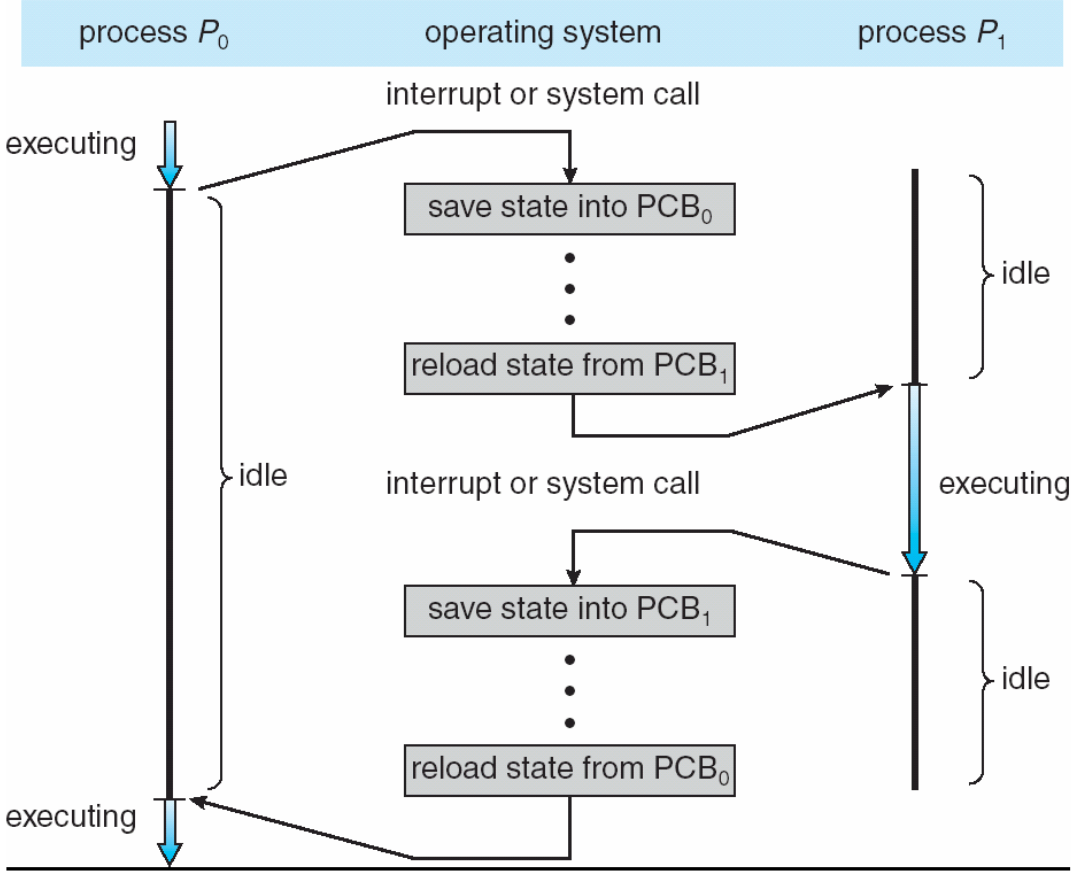 process P₀ operating system process P₁
interrupt or system call
executing
save state into PCB₀
idle
reload state from PCB₁
idle
interrupt or system call
executing
save state into PCB₁
idle
reload state from PCB₀
executing